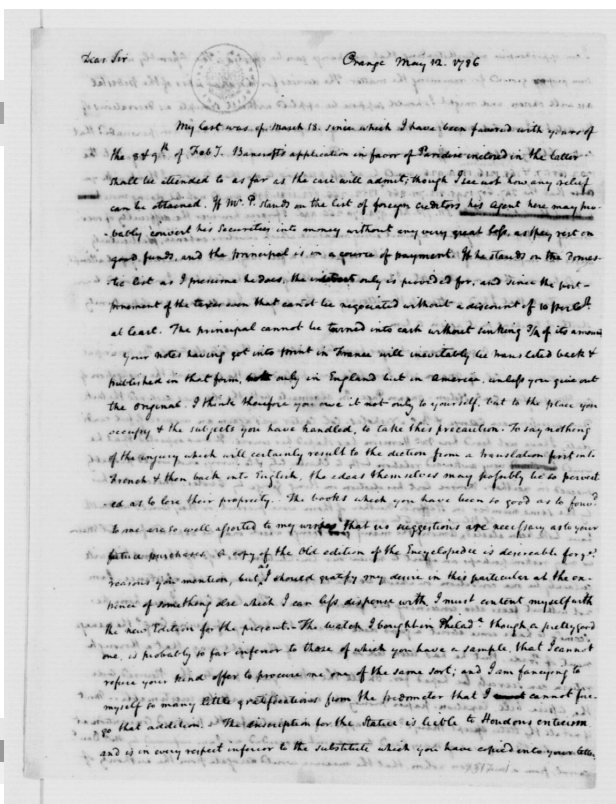 Dear Sir Orange May 12. 1786
My last was of March 18. since which I have been favored with yours of
the 8 & 9th. of Feby. Bancroft's application in favor of Paradise inclosed in the latter
shall be attended to as far as the case will admit, though I see not how any relief
can be obtained. If Mr. P. stands on the list of foreign creditors his agent here may pro-
bably convert his securities into money without any very great loss, as they rest on
good funds, and the principal is in a course of payment. If he stands on the domes-
tic list as I presume he does, the interest only is provided for, and since the post-
ponement of the taxes even that cannot be negotiated without a discount of 10 Per Ct.
at least. The principal cannot be turned into cash without sinking 3/4 of its amount
Your notes having got into print in France will inevitably be translated back &
published in that form, not only in England but in America, unless you give out
the original. I think therefore you owe it not only to yourself, but to the place you
occupy & the subjects you have handled, to take this precaution. To say nothing
of the injury which will certainly result to the diction from a translation first into
French & then back into English, the ideas themselves may possibly be so pervert-
ed as to lose their propriety. The books which you have been so good as to forwd.
to me are so well assorted to my wishes that no suggestions are necessary as to your
future purchases. A copy of the Old edition of the Encyclopedie is desireable for ye.
reasons you mention, but as I should gratify my desire in this particular at the ex-
pence of something else which I can less dispense with, I must content myself with
the new Edition for the present. The watch I bought in Philada. though a pretty good
one, is probably so far inferior to those of which you have a sample, that I cannot
refuse your kind offer to procure me one of the same sort; and I am fancying to
myself so many little gratifications from the pedometer that I cannot fore-
go that addition. The inscription for the Statue is liable to Houdons criticism
and is in every respect inferior to the substitute which you have copied into your letter.